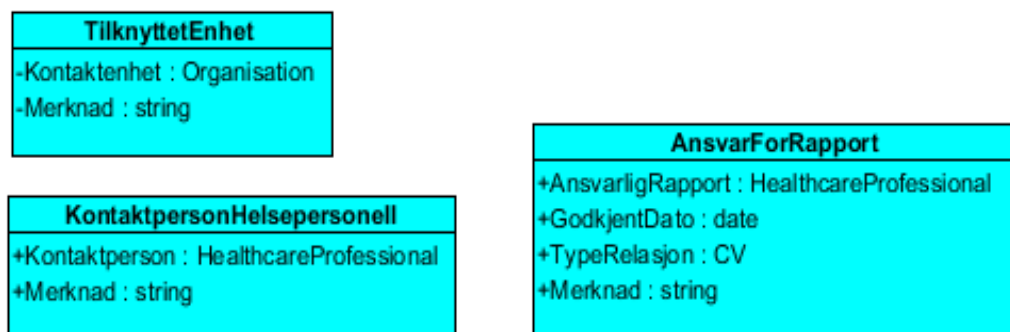 TilknyttetEnhet
-Kontaktenhet : Organisation
-Merknad : string
KontaktpersonHelsepersonell
+Kontaktperson : HealthcareProfessional
+Merknad : string
AnsvarForRapport
+AnsvarligRapport : HealthcareProfessional
+GodkjentDato : date
+TypeRelasjon : CV
+Merknad : string